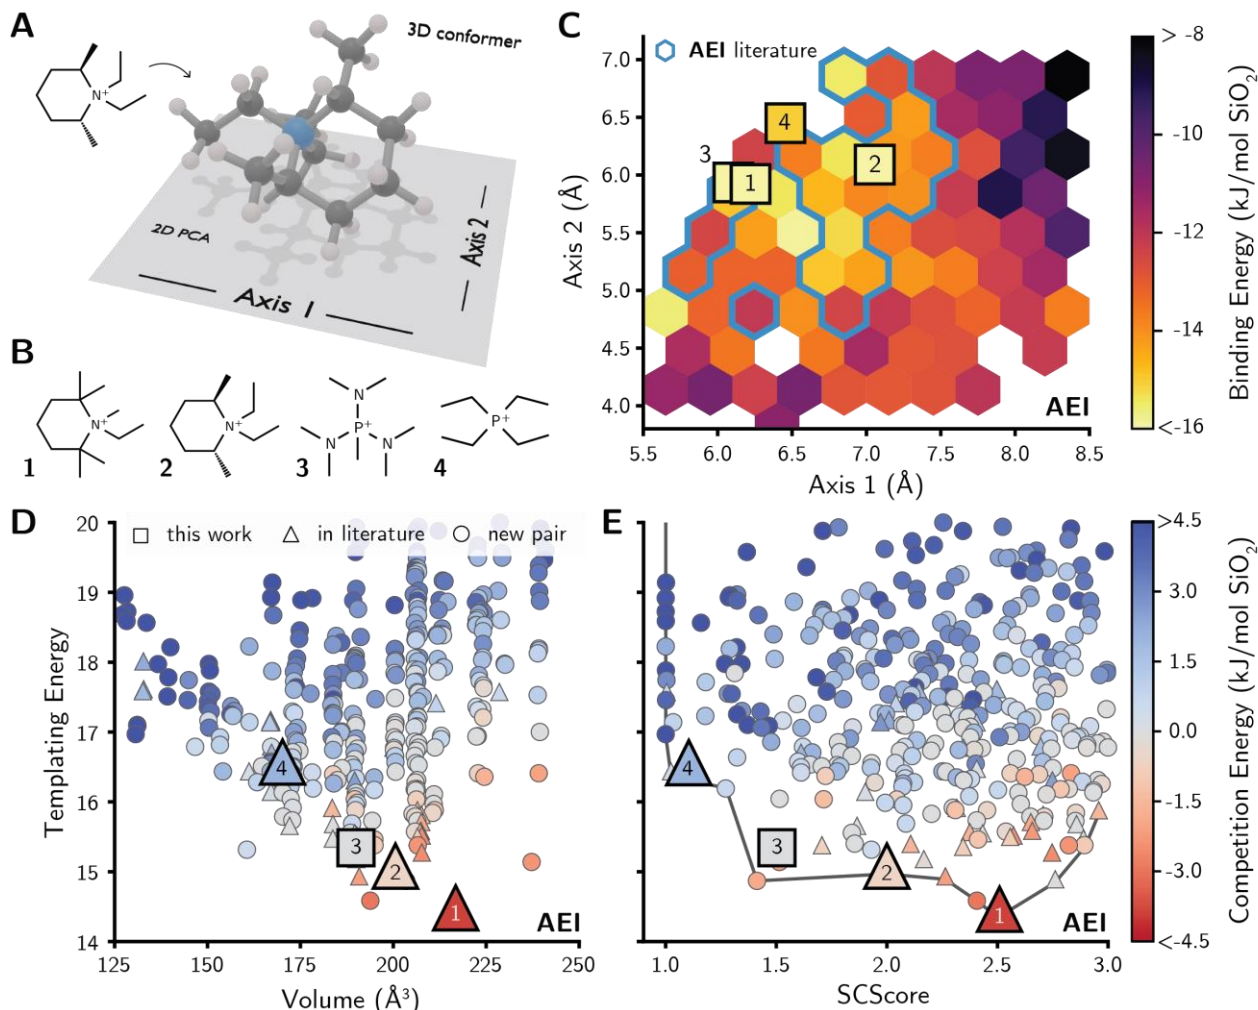 A
3D conformer
N+
2D PCA
Axis 1
Axis 2
B
N+
1
N+
2
N
P+
N
N
3
P+
4
C
AEI literature
7.0
6.5
6.0
5.5
5.0
4.5
4.0
Axis 2 (Å)
4
3
1
2
AEI
5.5
6.0
6.5
7.0
7.5
8.0
8.5
Axis 1 (Å)
> -8
-10
-12
-14
<-16
Binding Energy (kJ/mol SiO2)
D
this work
in literature
new pair
20
19
18
17
16
15
14
Templating Energy
4
3
2
1
AEI
125
150
175
200
225
250
Volume (Å³)
E
4
3
2
1
AEI
1.0
1.5
2.0
2.5
3.0
SCScore
>4.5
3.0
1.5
0.0
-1.5
-3.0
<-4.5
Competition Energy (kJ/mol SiO2)